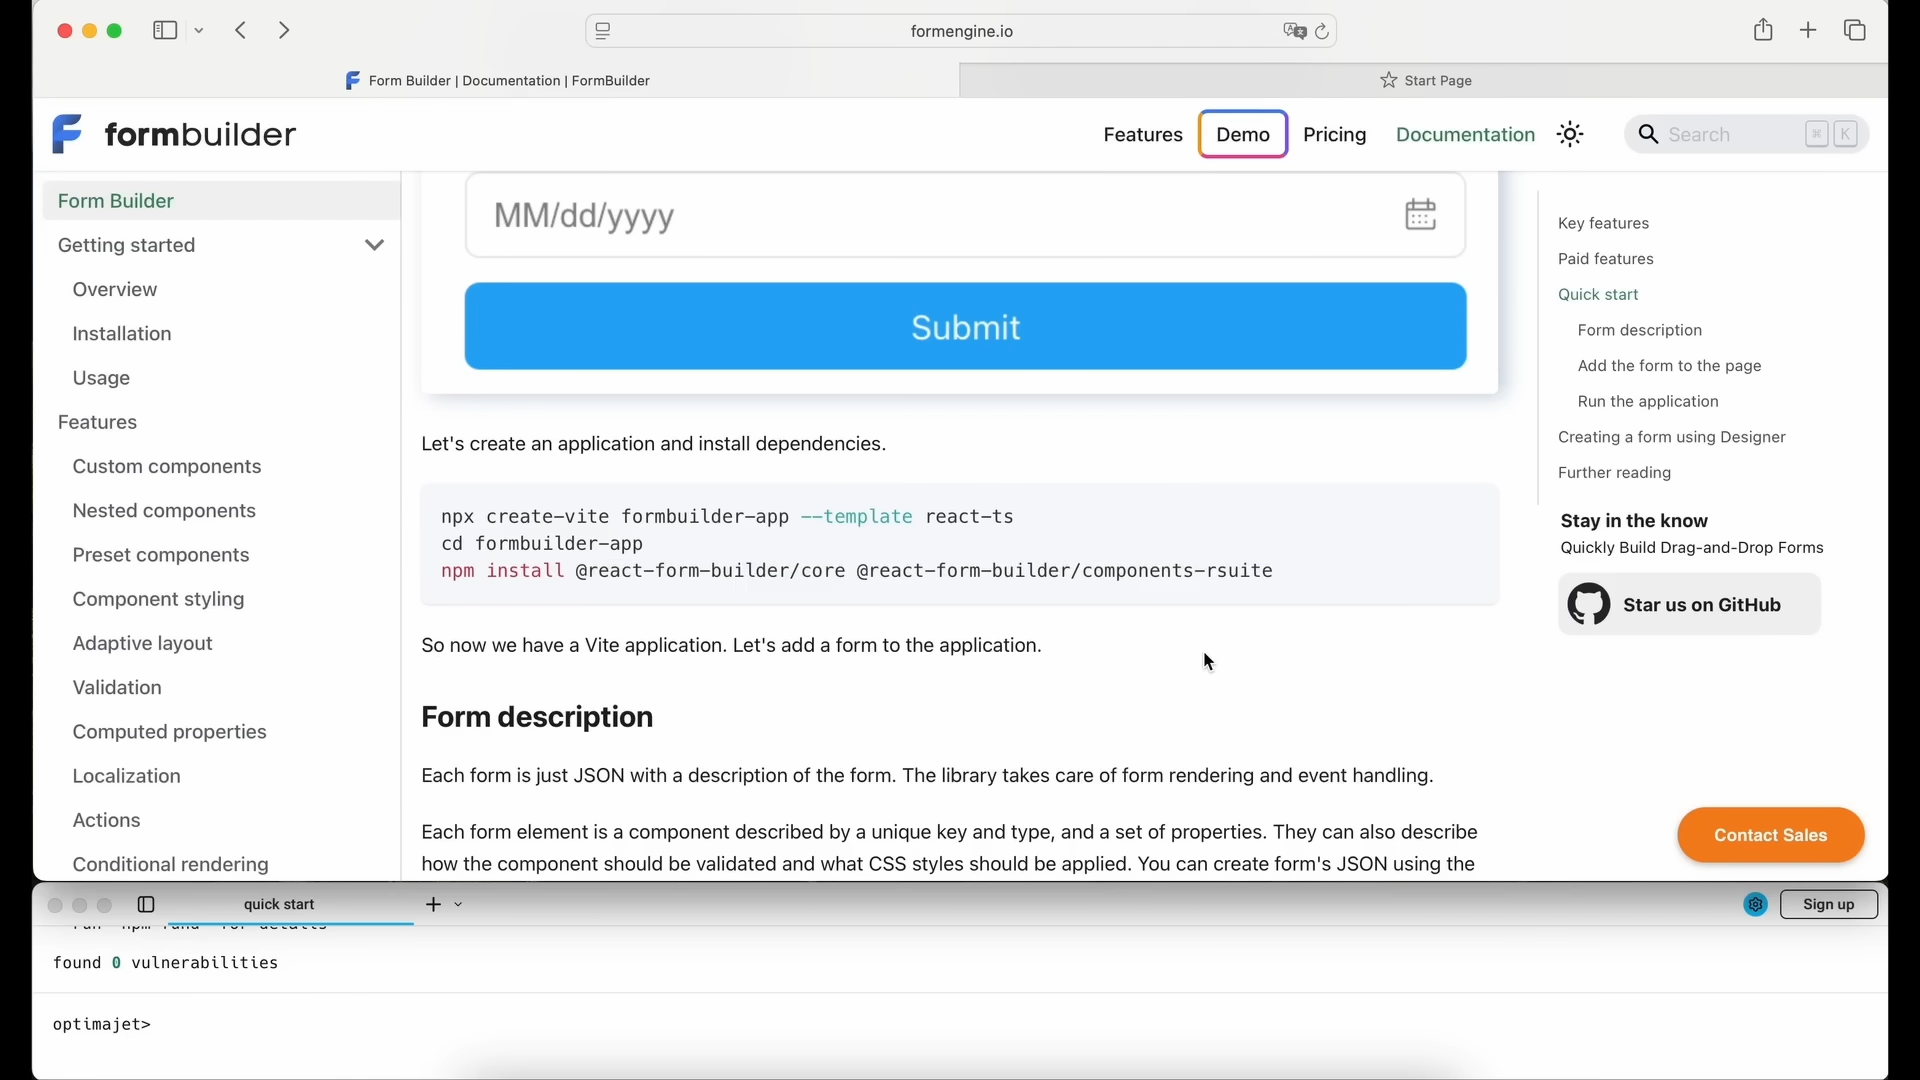 formengine.io
Form Builder | Documentation | FormBuilder
Start Page
formbuilder
Features
Demo
Pricing
Documentation
Search
⌘ K
Form Builder
Getting started
Overview
Installation
Usage
Features
Custom components
Nested components
Preset components
Component styling
Adaptive layout
Validation
Computed properties
Localization
Actions
Conditional rendering
MM/dd/yyyy
Submit
Let's create an application and install dependencies.
npx create-vite formbuilder-app --template react-ts
cd formbuilder-app
npm install @react-form-builder/core @react-form-builder/components-rsuite
So now we have a Vite application. Let's add a form to the application.
Form description
Each form is just JSON with a description of the form. The library takes care of form rendering and event handling.
Each form element is a component described by a unique key and type, and a set of properties. They can also describe
how the component should be validated and what CSS styles should be applied. You can create form's JSON using the
Key features
Paid features
Quick start
Form description
Add the form to the page
Run the application
Creating a form using Designer
Further reading
Stay in the know
Quickly Build Drag-and-Drop Forms
Star us on GitHub
Contact Sales
quick start
Sign up
found 0 vulnerabilities
optimajet>